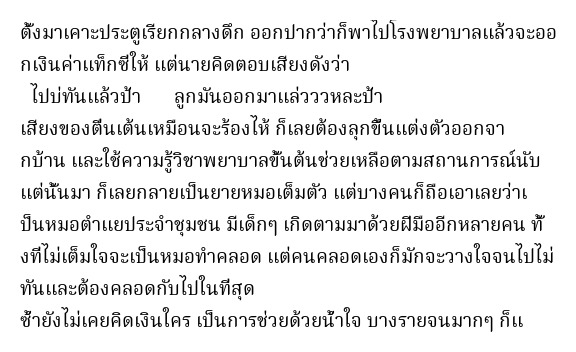 ตั้งมาเคาะประตูเรียกกลางดึก ออกปากว่าก็พาไปโรงพยาบาลแล้วจะออ
กเงินค่าแท็กซี่ให้ แต่นายคิดตอบเสียงดังว่า
ไปบ่ทันแล้วป้า ลูกมันออกมาแล่วววหละป้า
เสียงของตื่นเต้นเหมือนจะร้องไห้ ก็เลยต้องลุกขึ้นแต่งตัวออกจา
กบ้าน และใช้ความรู้วิชาพยาบาลขั้นต้นช่วยเหลือตามสถานการณ์นับ
แต่นั้นมา ก็เลยกลายเป็นยายหมอเต็มตัว แต่บางคนก็ถือเอาเลยว่าเ
ป็นหมอตำแยประจำชุมชน มีเด็กๆ เกิดตามมาด้วยฝีมืออีกหลายคน ทั้
งที่ไม่เต็มใจจะเป็นหมอทำคลอด แต่คนคลอดเองก็มักจะวางใจจนไปไม่
ทันและต้องคลอดกับไปในที่สุด
ซ้ำยังไม่เคยคิดเงินใคร เป็นการช่วยด้วยน้ำใจ บางรายจนมากๆ ก็แ